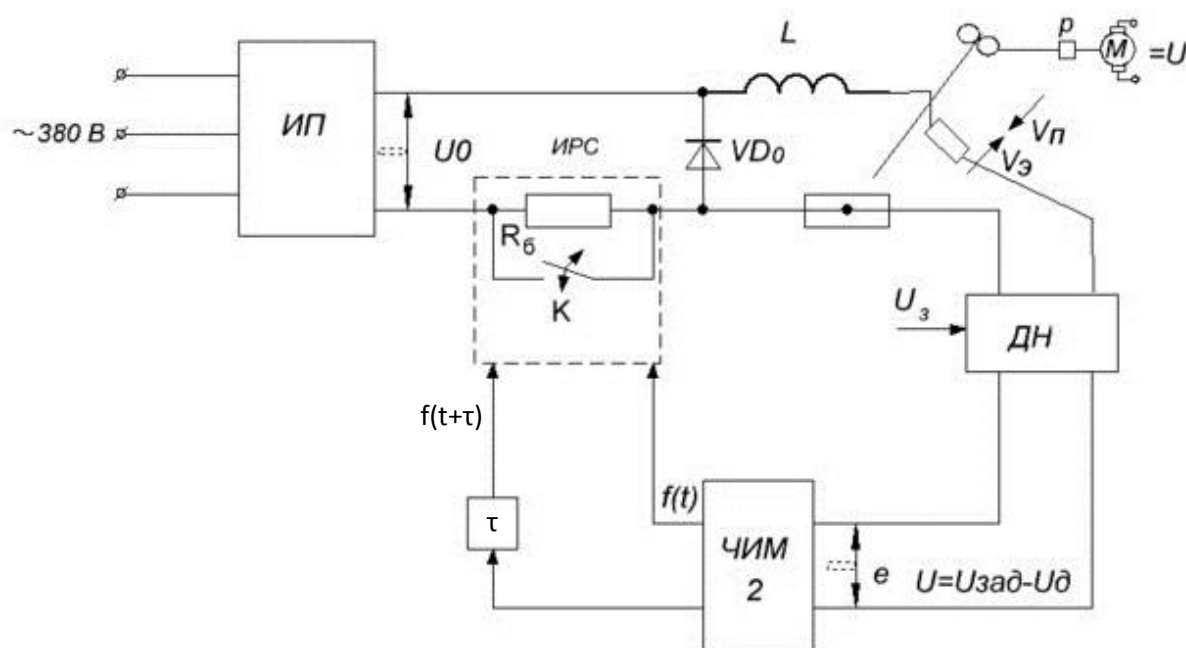 L
p
M
=U
~380 В
ИП
U0
ИРС
VD0
Vп
Vэ
Rб
K
Uз
ДН
f(t+τ)
f(t)
τ
ЧИМ
2
e
U=Uзад-Uд